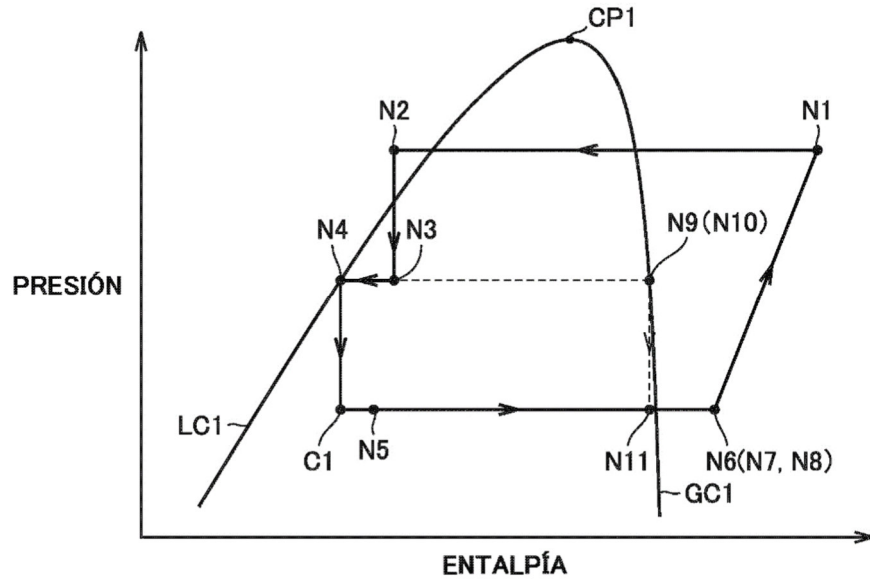 CP1
N2
N1
N4
N3
N9(N10)
PRESIÓN
LC1
C1
N5
N11
N6(N7, N8)
GC1
ENTALPÍA